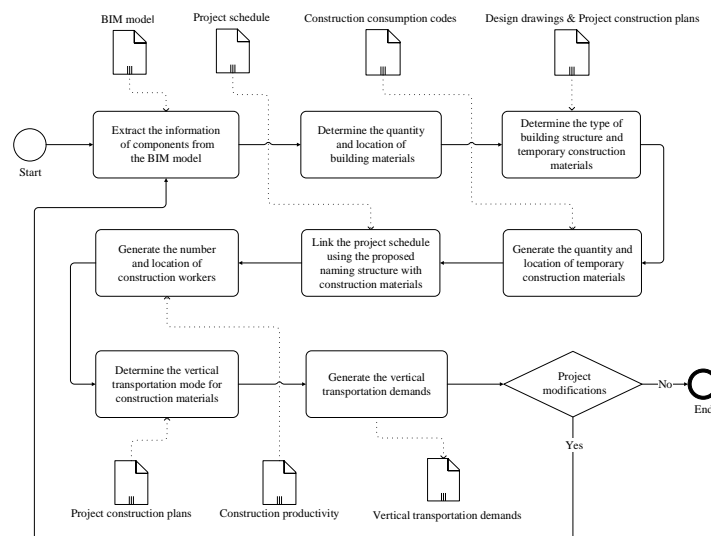 BIM model
Project schedule
Construction consumption codes
Design drawings & Project construction plans
Start
Extract the information
of components from
the BIM model
Determine the quantity
and location of
building materials
Determine the type of
building structure and
temporary construction
materials
Generate the number
and location of
construction workers
Link the project schedule
using the proposed
naming structure with
construction materials
Generate the quantity and
location of temporary
construction materials
Determine the vertical
transportation mode for
construction materials
Generate the vertical
transportation demands
Project
modifications
No
End
Yes
Project construction plans
Construction productivity
Vertical transportation demands